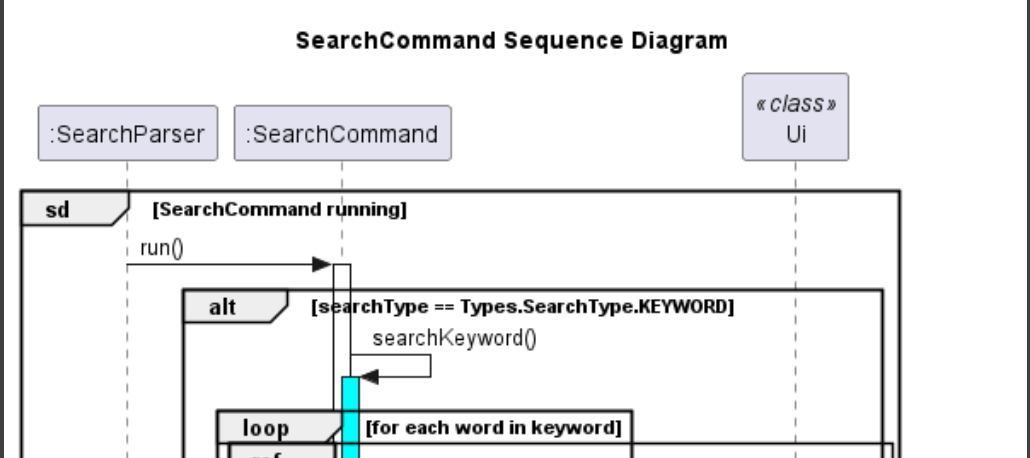 SearchCommand Sequence Diagram
«class»
:SearchParser :SearchCommand Ui
sd [SearchCommand running]
run()
alt [searchType == Types.SearchType.KEYWORD]
searchKeyword()
loop [for each word in keyword]